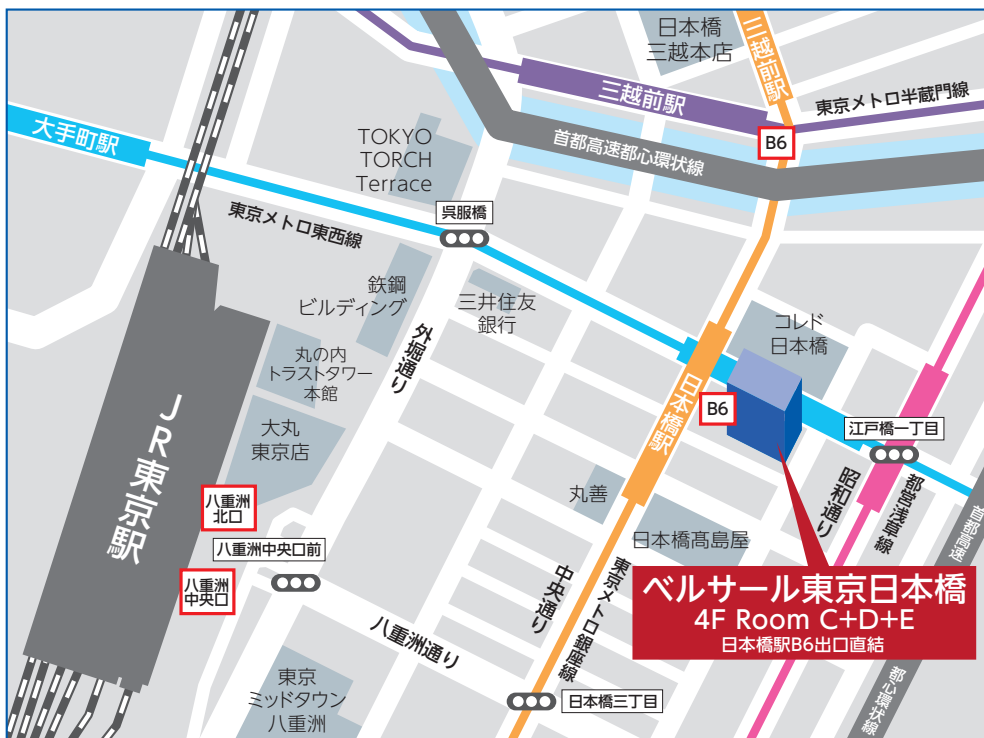 日本橋
三越本店
三越前駅
三越前駅
東京メトロ半蔵門線
大手町駅
TOKYO
TORCH
Terrace
首都高速都心環状線
B6
呉服橋
東京メトロ東西線
鉄鋼
ビルディング
三井住友
銀行
コレド
日本橋
外堀通り
丸の内
トラストタワー
本館
日本橋駅
B6
JR東京駅
大丸
東京店
江戸橋一丁目
丸善
昭和通り
都営浅草線
八重洲
北口
首都高速
八重洲中央口前
日本橋髙島屋
八重洲
中央口
中央通り
東京メトロ銀座線
ベルサール東京日本橋
4F Room C+D+E
日本橋駅B6出口直結
八重洲通り
都心環状線
東京
ミッドタウン
八重洲
日本橋三丁目